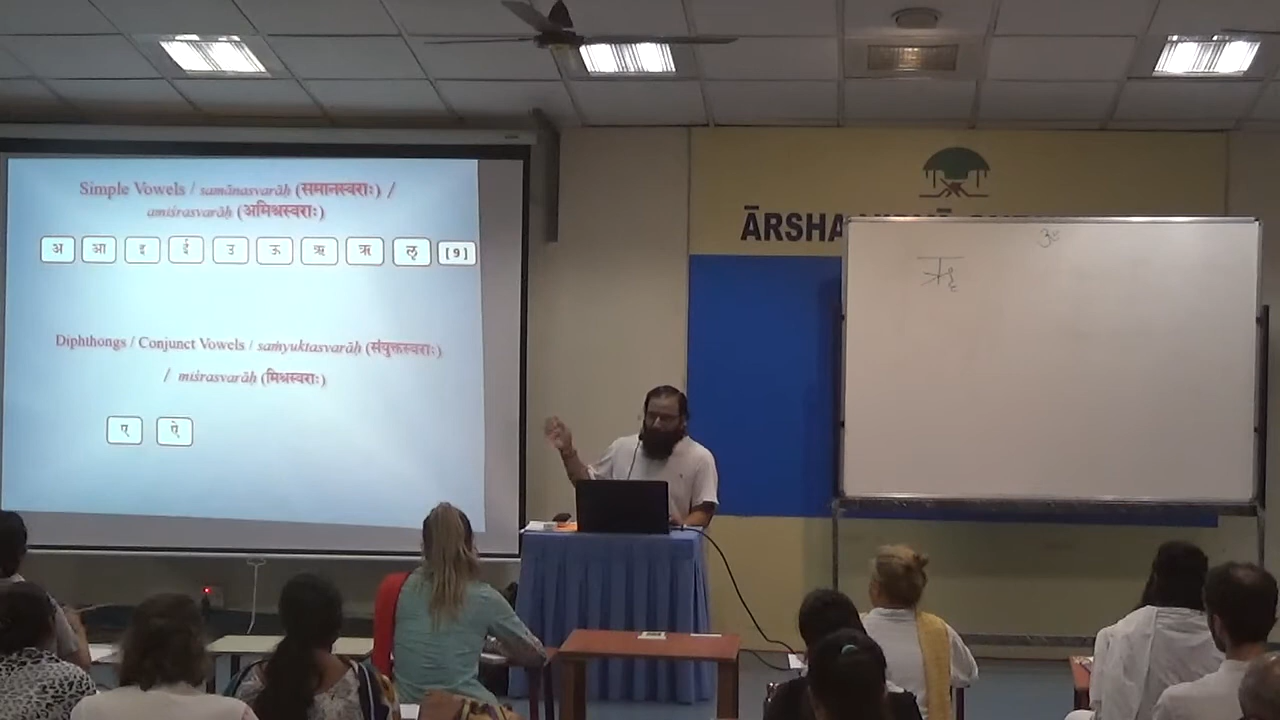 Simple Vowels / samānasvarāḥ (समानस्वराः) /
amiśrasvarāḥ (अमिश्रस्वराः)
अ आ इ ई उ ऊ ऋ ॠ ऌ [9]
Diphthongs / Conjunct Vowels / saṁyuktasvarāḥ (संयुक्तस्वराः)
/ miśrasvarāḥ (मिश्रस्वराः)
ए ऐ
ĀRSHA
ॠ